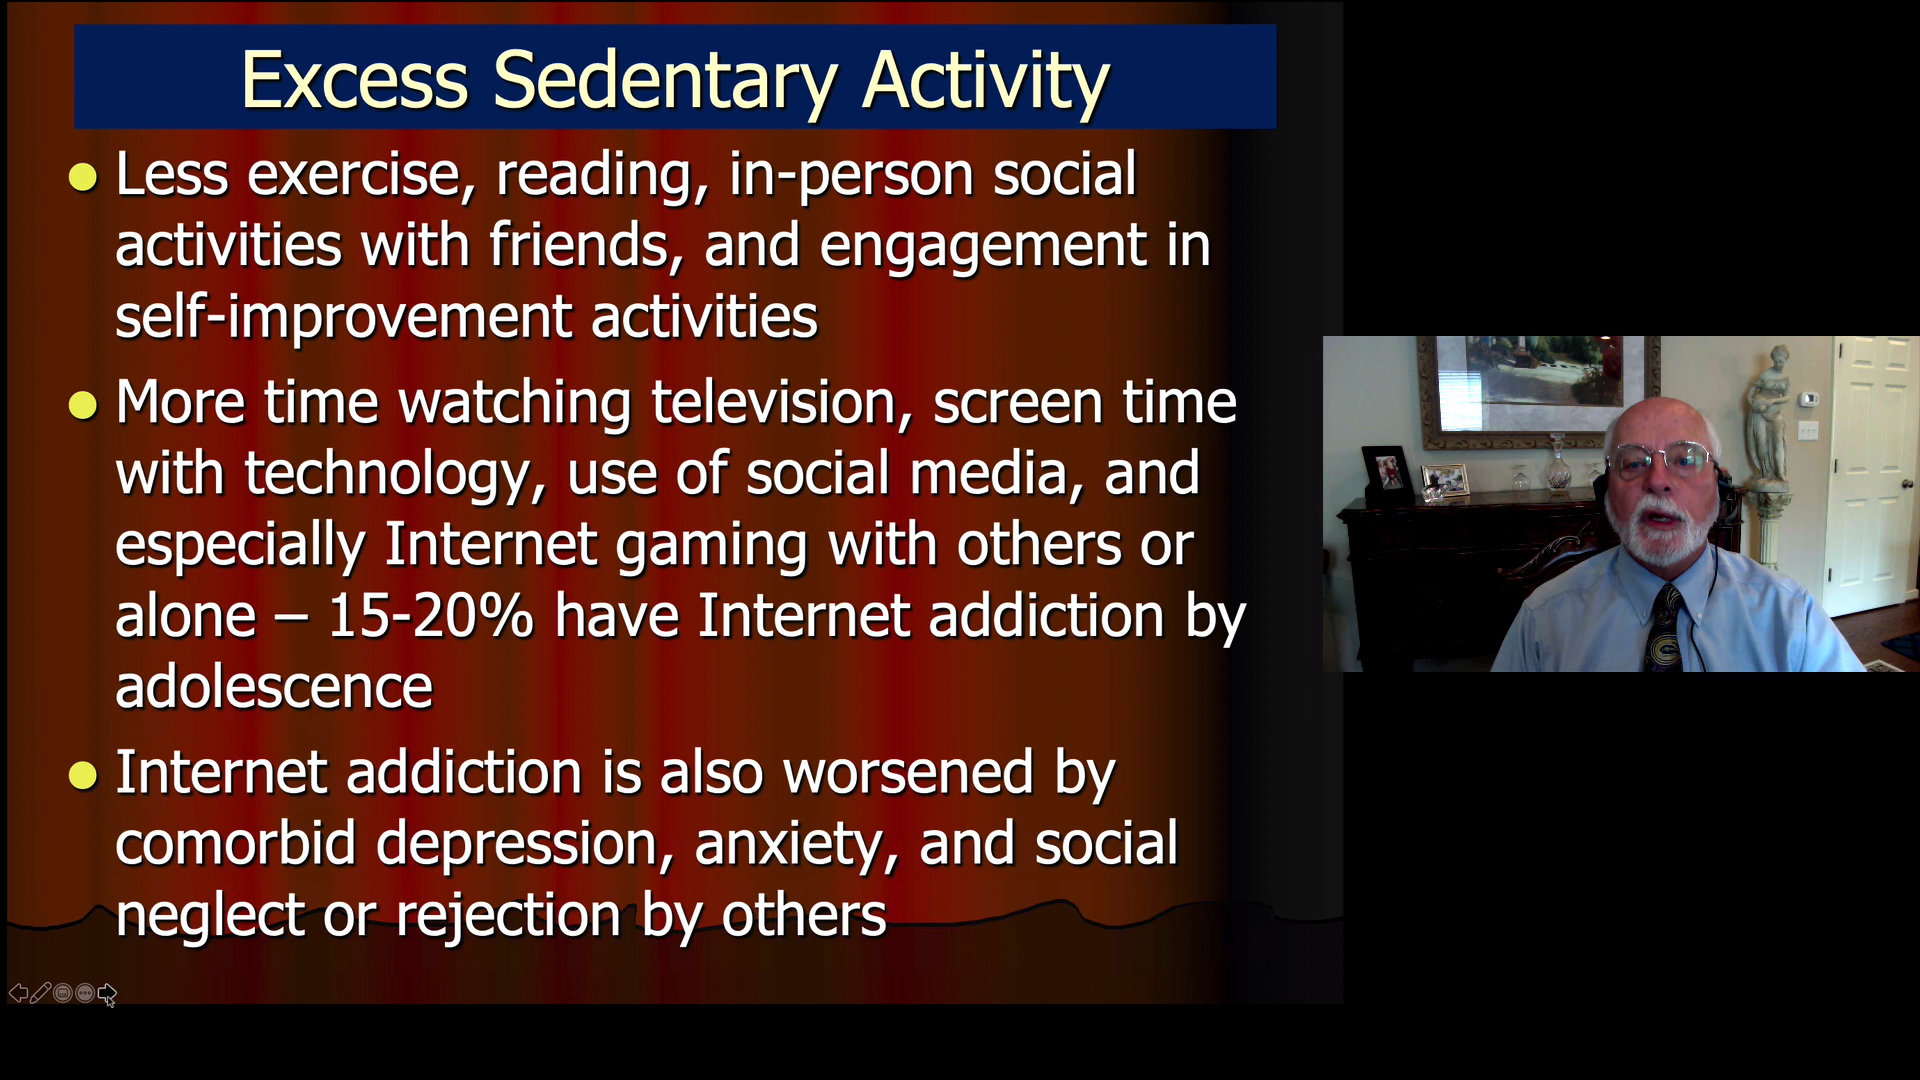 Excess Sedentary Activity
Less exercise, reading, in-person social
activities with friends, and engagement in
self-improvement activities
More time watching television, screen time
with technology, use of social media, and
especially Internet gaming with others or
alone – 15-20% have Internet addiction by
adolescence
Internet addiction is also worsened by
comorbid depression, anxiety, and social
neglect or rejection by others